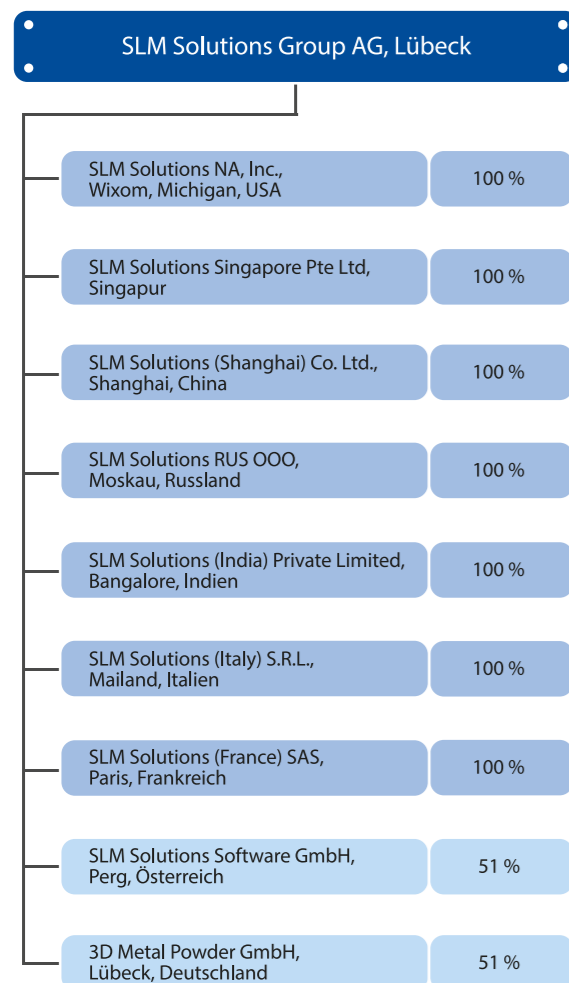 SLM Solutions Group AG, Lübeck
SLM Solutions NA, Inc.,
Wixom, Michigan, USA
100 %
SLM Solutions Singapore Pte Ltd,
Singapur
100 %
SLM Solutions (Shanghai) Co. Ltd.,
Shanghai, China
100 %
SLM Solutions RUS OOO,
Moskau, Russland
100 %
SLM Solutions (India) Private Limited,
Bangalore, Indien
100 %
SLM Solutions (Italy) S.R.L.,
Mailand, Italien
100 %
SLM Solutions (France) SAS,
Paris, Frankreich
100 %
SLM Solutions Software GmbH,
Perg, Österreich
51 %
3D Metal Powder GmbH,
Lübeck, Deutschland
51 %